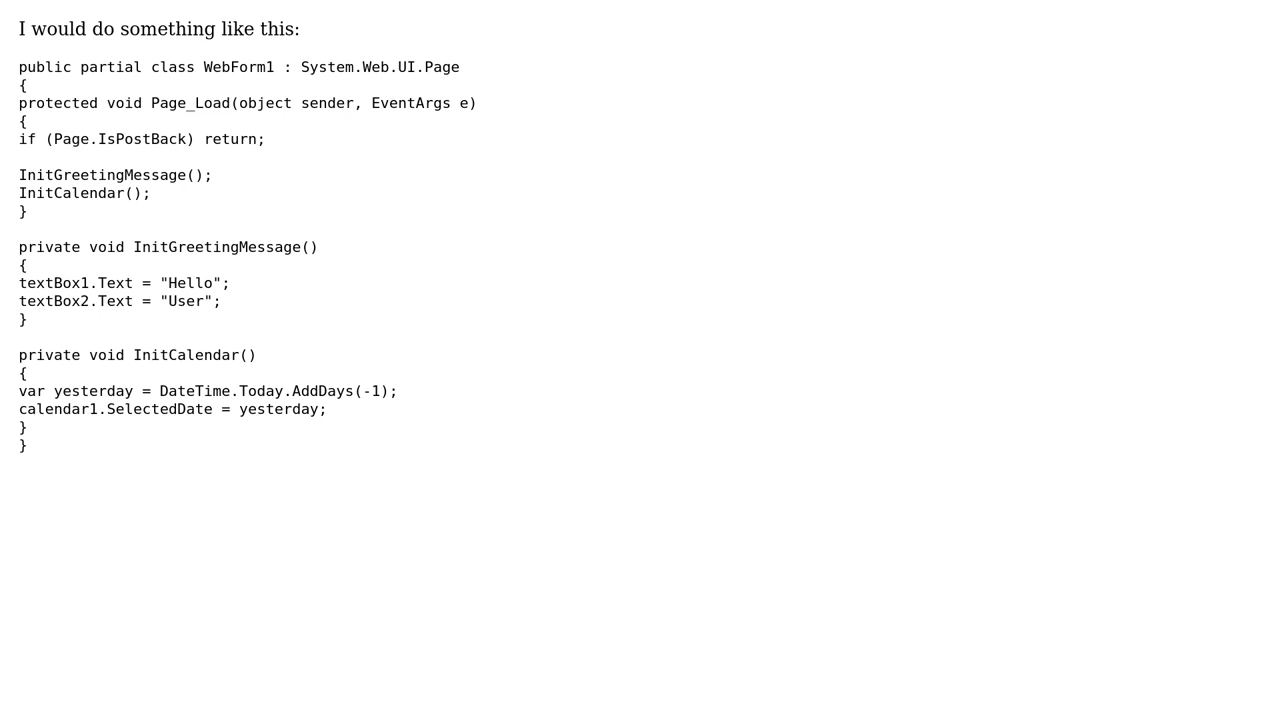 I would do something like this:
public partial class WebForm1 : System.Web.UI.Page
{
protected void Page_Load(object sender, EventArgs e)
{
if (Page.IsPostBack) return;
InitGreetingMessage();
InitCalendar();
}
private void InitGreetingMessage()
{
textBox1.Text = "Hello";
textBox2.Text = "User";
}
private void InitCalendar()
{
var yesterday = DateTime.Today.AddDays(-1);
calendar1.SelectedDate = yesterday;
}
}